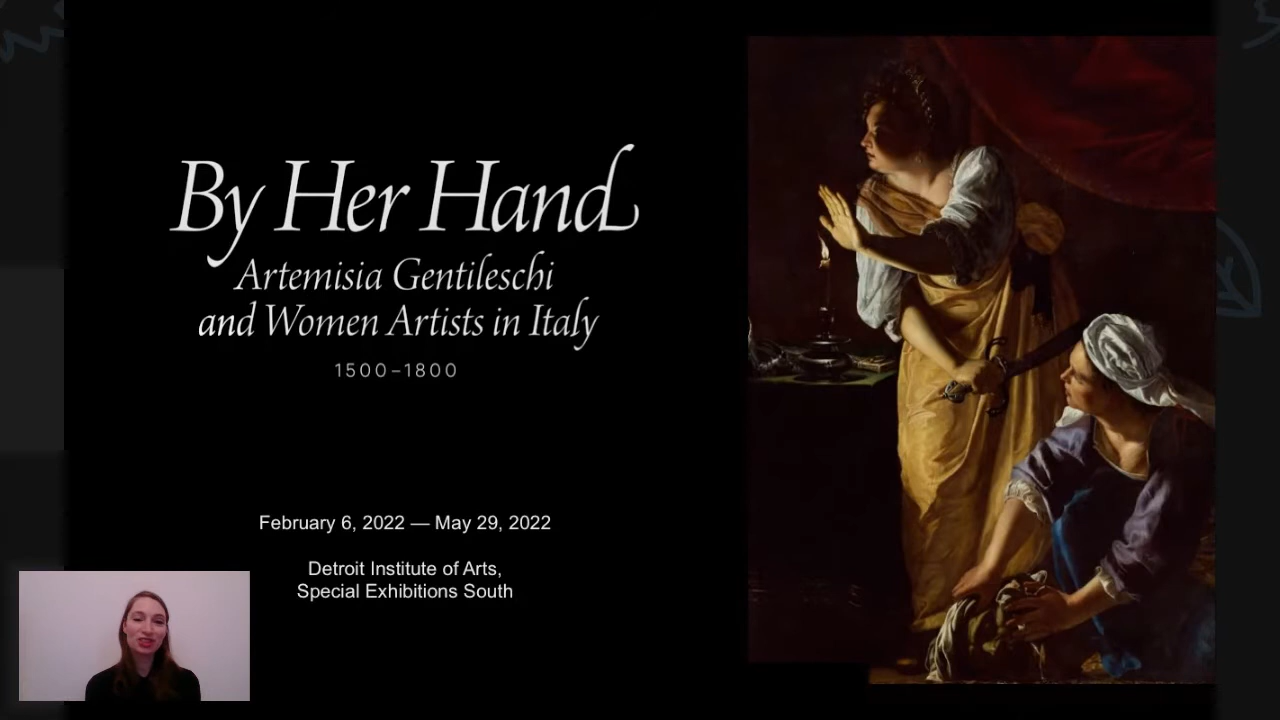 By Her Hand
Artemisia Gentileschi
and Women Artists in Italy
1500–1800
February 6, 2022 — May 29, 2022
Detroit Institute of Arts,
Special Exhibitions South